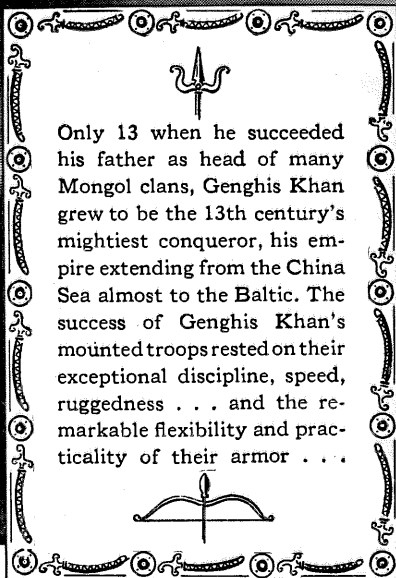 Only 13 when he succeeded
his father as head of many
Mongol clans, Genghis Khan
grew to be the 13th century's
mightiest conqueror, his em-
pire extending from the China
Sea almost to the Baltic. The
success of Genghis Khan's
mounted troops rested on their
exceptional discipline, speed,
ruggedness . . . and the re-
markable flexibility and prac-
ticality of their armor . . .